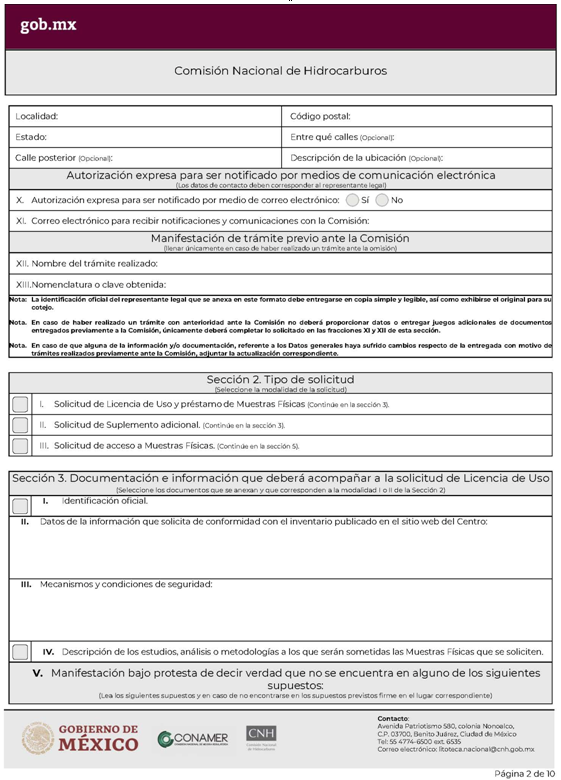 gob.mx
Comisión Nacional de Hidrocarburos
Localidad:
Código postal:
Estado:
Entre qué calles (Opcional):
Calle posterior (Opcional):
Descripción de la ubicación (Opcional):
Autorización expresa para ser notificado por medios de comunicación electrónica
(Los datos de contacto deben corresponder al representante legal)
X. Autorización expresa para ser notificado por medio de correo electrónico: Sí No
XI. Correo electrónico para recibir notificaciones y comunicaciones con la Comisión:
Manifestación de trámite previo ante la Comisión
(llenar únicamente en caso de haber realizado un trámite ante la omisión)
XII. Nombre del trámite realizado:
XIII.Nomenclatura o clave obtenida:
Nota: La identificación oficial del representante legal que se anexa en este formato debe entregarse en copia simple y legible, así como exhibirse el original para su
cotejo.
Nota. En caso de haber realizado un trámite con anterioridad ante la Comisión no deberá proporcionar datos o entregar juegos adicionales de documentos
entregados previamente a la Comisión, únicamente deberá completar lo solicitado en las fracciones XI y XII de esta sección.
Nota. En caso de que alguna de la información y/o documentación, referente a los Datos generales haya sufrido cambios respecto de la entregada con motivo de
trámites realizados previamente ante la Comisión, adjuntar la actualización correspondiente.
Sección 2. Tipo de solicitud
(Seleccione la modalidad de la solicitud)
I. Solicitud de Licencia de Uso y préstamo de Muestras Físicas (Continúe en la sección 3).
II. Solicitud de Suplemento adicional. (Continúe en la sección 3).
III. Solicitud de acceso a Muestras Físicas. (Continúe en la sección 5).
Sección 3. Documentación e información que deberá acompañar a la solicitud de Licencia de Uso
(Seleccione los documentos que se anexan y que corresponden a la modalidad I o II de la Sección 2)
I. Identificación oficial.
II. Datos de la información que solicita de conformidad con el inventario publicado en el sitio web del Centro:
III. Mecanismos y condiciones de seguridad:
IV. Descripción de los estudios, análisis o metodologías a los que serán sometidas las Muestras Físicas que se soliciten.
V. Manifestación bajo protesta de decir verdad que no se encuentra en alguno de los siguientes
supuestos:
(Lea los siguientes supuestos y en caso de no encontrarse en los supuestos previstos firme en el lugar correspondiente)
GOBIERNO DE
MÉXICO
CONAMER
CNH
Comisión Nacional de
Hidrocarburos
Contacto:
Avenida Patriotismo 580, colonia Nonoalco,
C.P. 03700, Benito Juárez, Ciudad de México
Tel: 55 4774-6500 ext. 6535
Correo electrónico: litoteca.nacional@cnh.gob.mx
Página 2 de 10